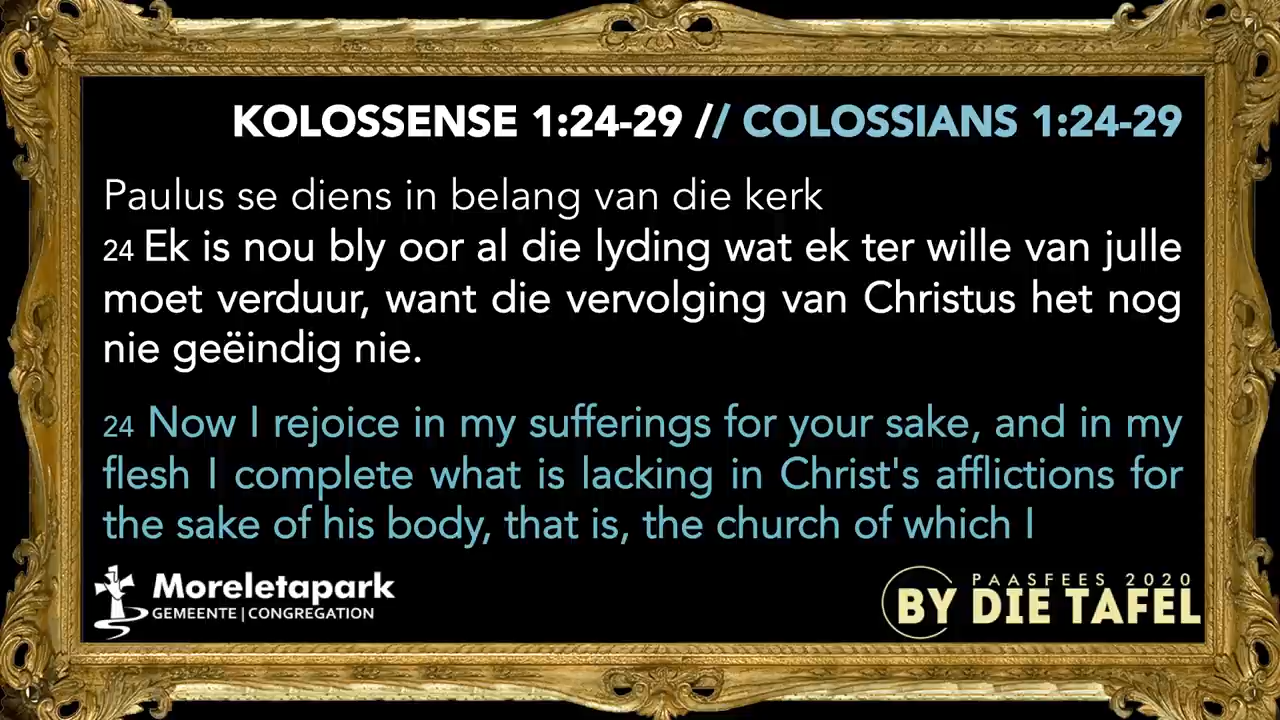 KOLOSSENSE 1:24-29 // COLOSSIANS 1:24-29
Paulus se diens in belang van die kerk
24 Ek is nou bly oor al die lyding wat ek ter wille van julle
moet verduur, want die vervolging van Christus het nog
nie geëindig nie.
24 Now I rejoice in my sufferings for your sake, and in my
flesh I complete what is lacking in Christ's afflictions for
the sake of his body, that is, the church of which I
Moreletapark
GEMEENTE | CONGREGATION
PAASFEES 2020
BY DIE TAFEL